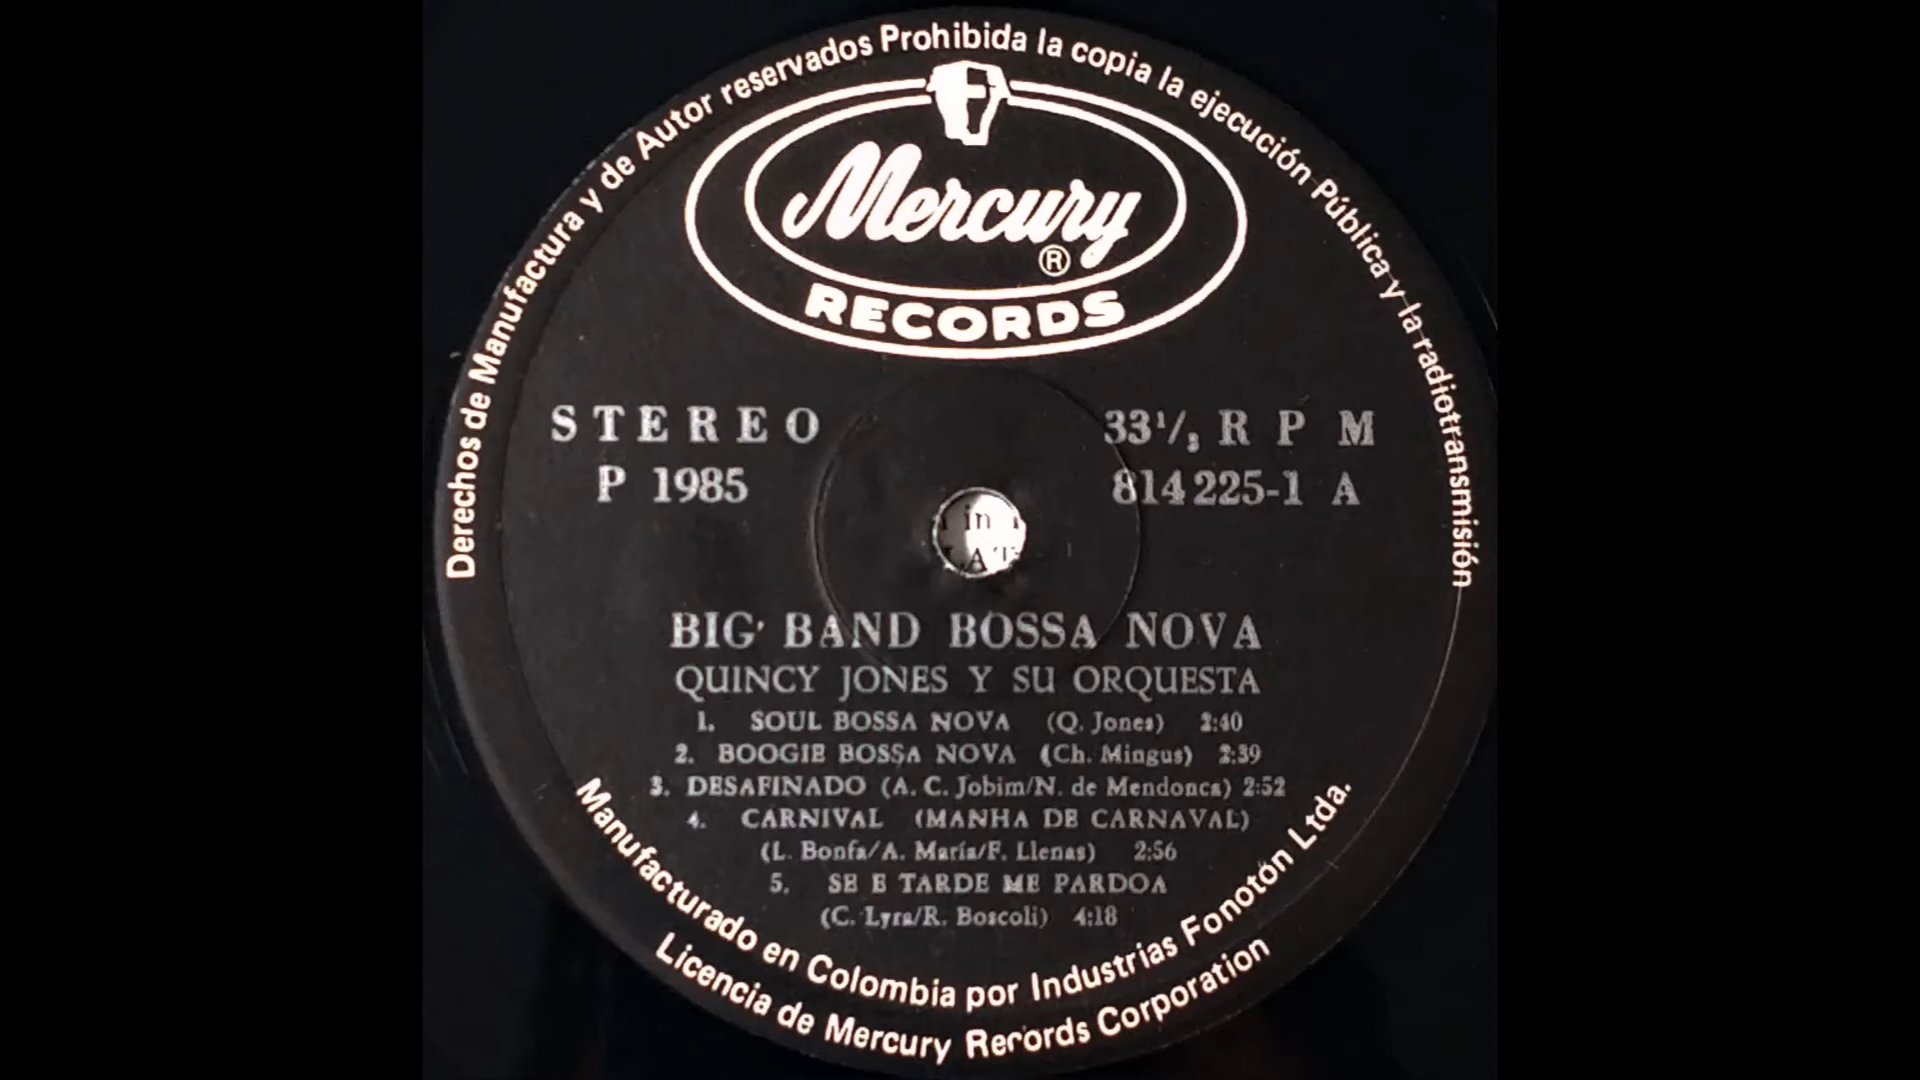 Derechos de Manufactura y de Autor reservados Prohibida la copia la ejecución Pública y la radiotransmisión
Mercury
®
RECORDS
STEREO
33⅓ RPM
P 1985
814 225-1 A
BIG BAND BOSSA NOVA
QUINCY JONES Y SU ORQUESTA
1. SOUL BOSSA NOVA (Q. Jones) 2:40
2. BOOGIE BOSSA NOVA (Ch. Mingus) 2:39
3. DESAFINADO (A. C. Jobim/N. de Mendonca) 2:52
4. CARNIVAL (MANHA DE CARNAVAL)
(L. Bonfa/A. María/F. Llenas) 2:56
5. SE E TARDE ME PARDOA
(C. Lyra/R. Boscoli) 4:18
Manufacturado en Colombia por Industrias Fonotón Ltda.
Licencia de Mercury Records Corporation